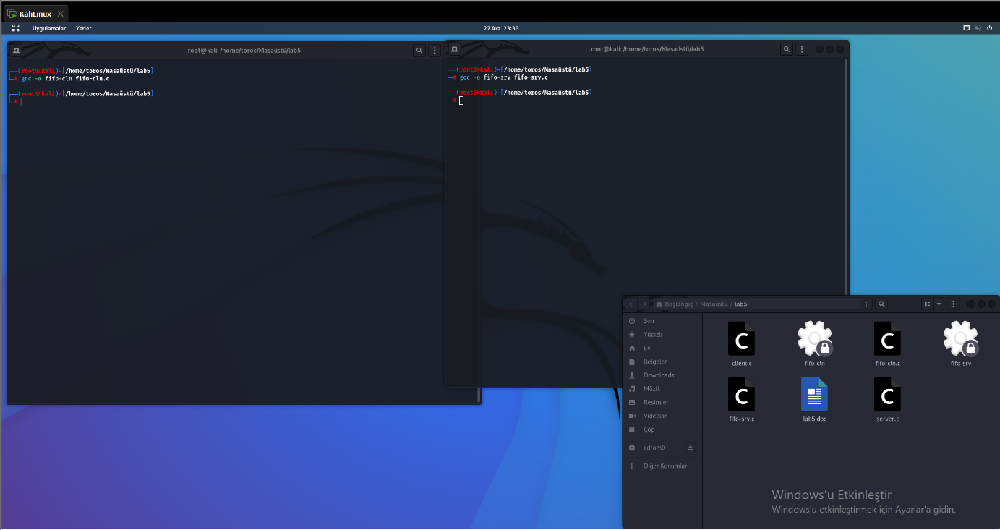 KaliLinux
Uygulamalar Yerler 22 Ara 23:36
root@kali: /home/toros/Masaüstü/lab5
(root㉿kali)-[/home/toros/Masaüstü/lab5]
# gcc -o fifo-cln fifo-cln.c
(root㉿kali)-[/home/toros/Masaüstü/lab5]
#
root@kali: /home/toros/Masaüstü/lab5
(root㉿kali)-[/home/toros/Masaüstü/lab5]
# gcc -o fifo-srv fifo-srv.c
(root㉿kali)-[/home/toros/Masaüstü/lab5]
#
Başlangıç / Masaüstü / lab5
Son
Yıldızlı
Ev
Belgeler
Downloads
Müzik
Resimler
Videolar
Çöp
cdrom0
Diğer Konumlar
C C
client.c fifo-cln fifo-cln.c fifo-srv
C C
fifo-srv.c lab5.doc server.c
Windows'u Etkinleştir
Windows'u etkinleştirmek için Ayarlar'a gidin.